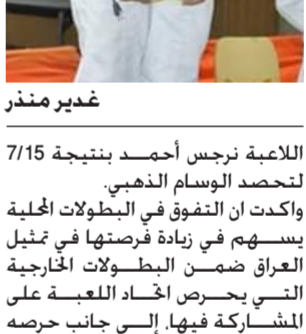 غدير منذر
اللاعبة نرجس أحمد بنتيجة 7/15
لتحصد الوسام الذهبي.
واكدت ان التفوق في البطولات المحلية
يسهم في زيادة فرصتها في تمثيل
العراق ضمن البطولات الخارجية
التي يحرص اتحاد اللعبة على
المشاركة فيها، إلى جانب حرصه